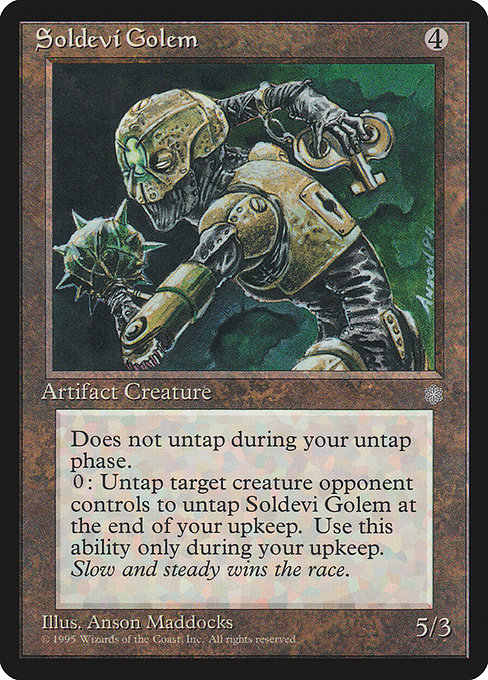 Soldevi Golem 4
ANSON 94
Artifact Creature
Does not untap during your untap
phase.
0: Untap target creature opponent
controls to untap Soldevi Golem at
the end of your upkeep. Use this
ability only during your upkeep.
Slow and steady wins the race.
Illus. Anson Maddocks
5/3
© 1995 Wizards of the Coast, Inc. All rights reserved.